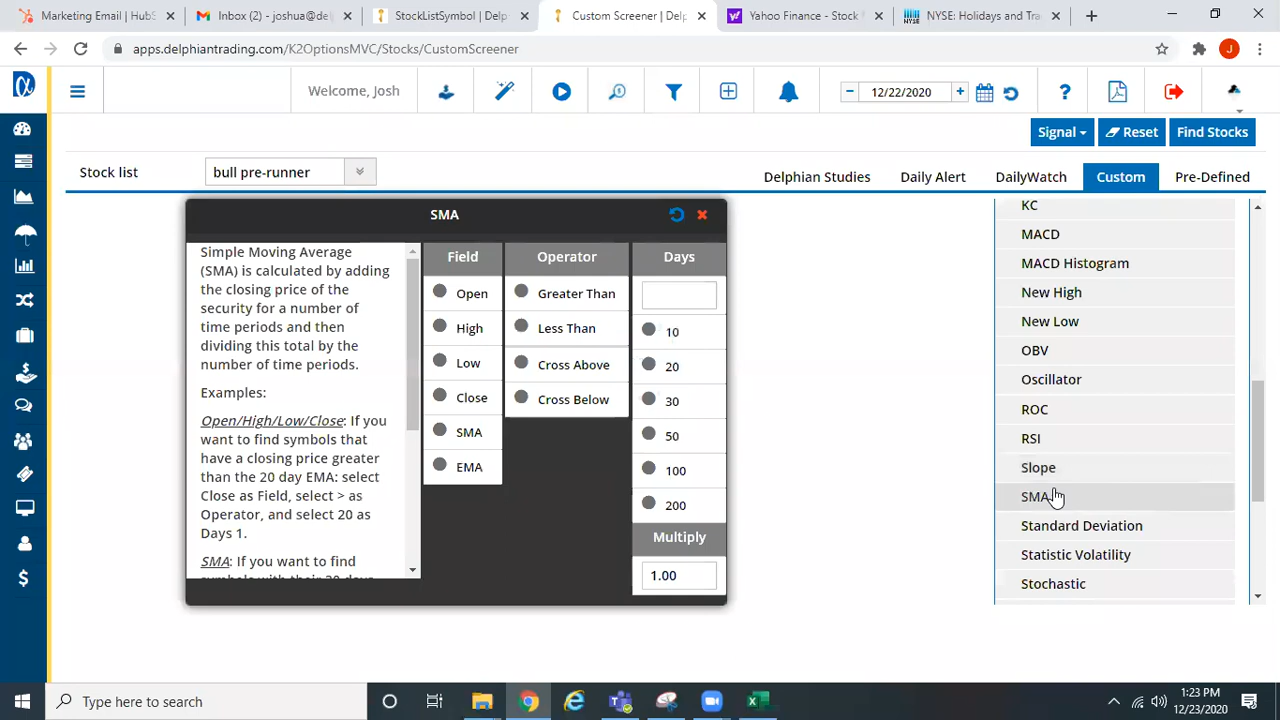 Marketing Email | HubS
Inbox (2) - joshua@del
StockListSymbol | Delp
Custom Screener | Delp
Yahoo Finance - Stock
NYSE: Holidays and Tra
apps.delphiantrading.com/K2OptionsMVC/Stocks/CustomScreener
J
Welcome, Josh
12/22/2020
Signal
Reset
Find Stocks
Stock list
bull pre-runner
Delphian Studies
Daily Alert
DailyWatch
Custom
Pre-Defined
SMA
Simple Moving Average
(SMA) is calculated by adding
the closing price of the
security for a number of
time periods and then
dividing this total by the
number of time periods.
Examples:
Open/High/Low/Close: If you
want to find symbols that
have a closing price greater
than the 20 day EMA: select
Close as Field, select > as
Operator, and select 20 as
Days 1.
SMA: If you want to find
symbols with their 20 days
Field
Open
High
Low
Close
SMA
EMA
Operator
Greater Than
Less Than
Cross Above
Cross Below
Days
10
20
30
50
100
200
Multiply
1.00
KC
MACD
MACD Histogram
New High
New Low
OBV
Oscillator
ROC
RSI
Slope
SMA
Standard Deviation
Statistic Volatility
Stochastic
Type here to search
1:23 PM
12/23/2020